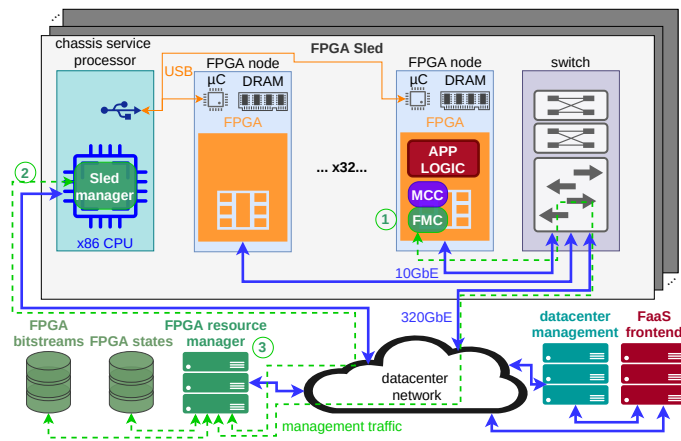 FPGA Sled
chassis service
processor
FPGA node
FPGA node
switch
USB
µC
DRAM
µC
DRAM
FPGA
FPGA
... x32...
APP
LOGIC
MCC
FMC
1
2
Sled
manager
x86 CPU
10GbE
320GbE
FPGA
bitstreams
FPGA states
FPGA resource
manager
3
datacenter
management
FaaS
frontend
datacenter
network
management traffic